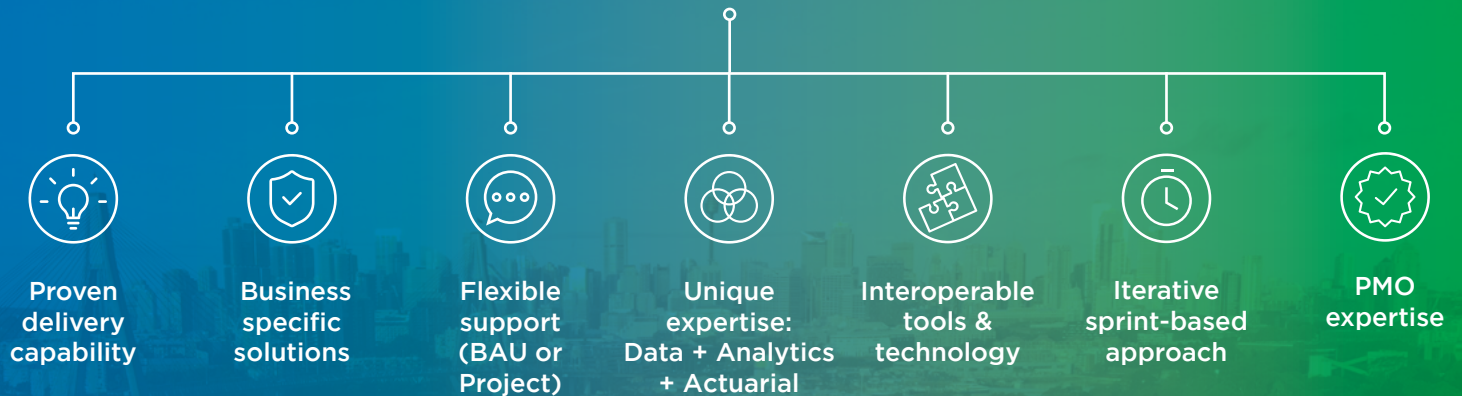 Proven
delivery
capability
Business
specific
solutions
Flexible
support
(BAU or
Project)
Unique
expertise:
Data + Analytics
+ Actuarial
Interoperable
tools &
technology
Iterative
sprint-based
approach
PMO
expertise